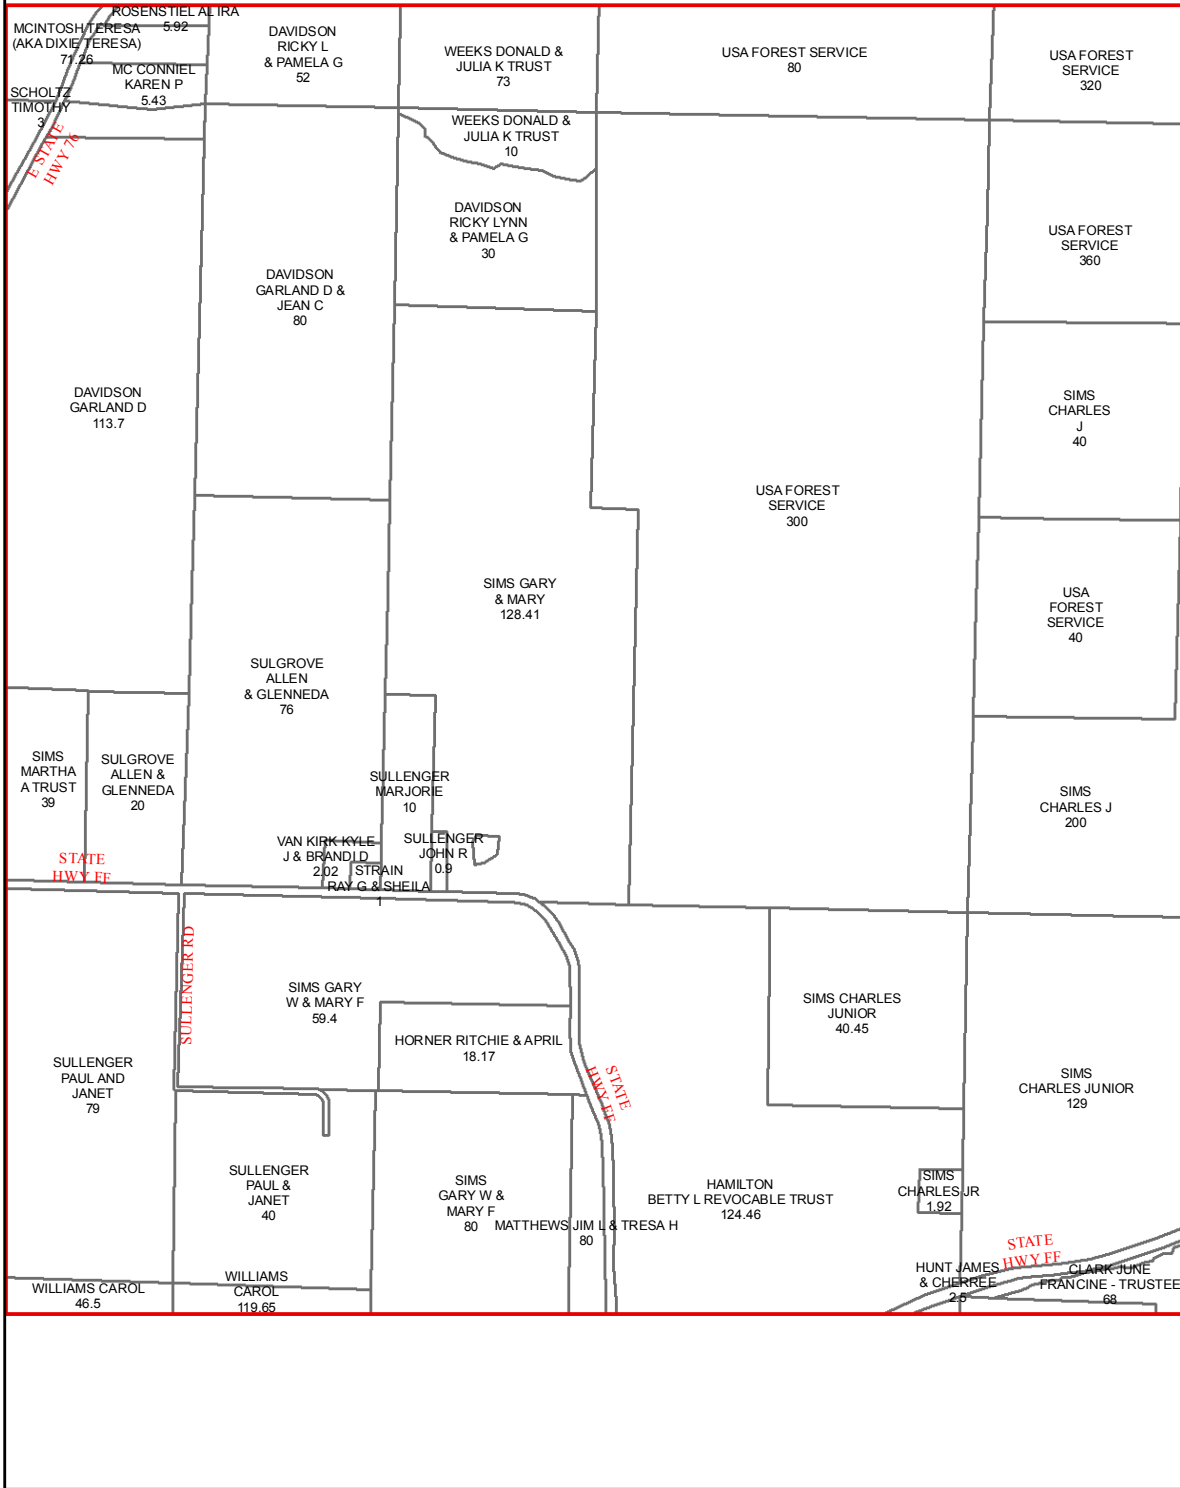 ROSENSTIEL AL IRA
5.92
MCINTOSH TERESA
(AKA DIXIE TERESA)
71.26
MC CONNIEL
KAREN P
5.43
SCHOLTZ
TIMOTHY
3
E STATE
HWY 76
DAVIDSON
RICKY L
& PAMELA G
52
WEEKS DONALD &
JULIA K TRUST
73
USA FOREST SERVICE
80
USA FOREST
SERVICE
320
WEEKS DONALD &
JULIA K TRUST
10
DAVIDSON
RICKY LYNN
& PAMELA G
30
USA FOREST
SERVICE
360
DAVIDSON
GARLAND D &
JEAN C
80
DAVIDSON
GARLAND D
113.7
SIMS
CHARLES
J
40
USA FOREST
SERVICE
300
SIMS GARY
& MARY
128.41
USA
FOREST
SERVICE
40
SULGROVE
ALLEN
& GLENNEDA
76
SIMS
MARTHA
A TRUST
39
SULGROVE
ALLEN &
GLENNEDA
20
SULLENGER
MARJORIE
10
SIMS
CHARLES J
200
VAN KIRK KYLE
J & BRANDI D
2.02
SULLENGER
JOHN R
0.9
STRAIN
RAY G & SHEILA
1
STATE
HWY FF
SULLENGER RD
SIMS GARY
W & MARY F
59.4
SIMS CHARLES
JUNIOR
40.45
HORNER RITCHIE & APRIL
18.17
SULLENGER
PAUL AND
JANET
79
STATE
HWY FF
SIMS
CHARLES JUNIOR
129
SULLENGER
PAUL &
JANET
40
SIMS
GARY W &
MARY F
80
MATTHEWS JIM L & TRESA H
80
HAMILTON
BETTY L REVOCABLE TRUST
124.46
SIMS
CHARLES JR
1.92
STATE
HWY FF
HUNT JAMES
& CHERREE
2.5
CLARK JUNE
FRANCINE - TRUSTEE
68
WILLIAMS CAROL
46.5
WILLIAMS
CAROL
119.65